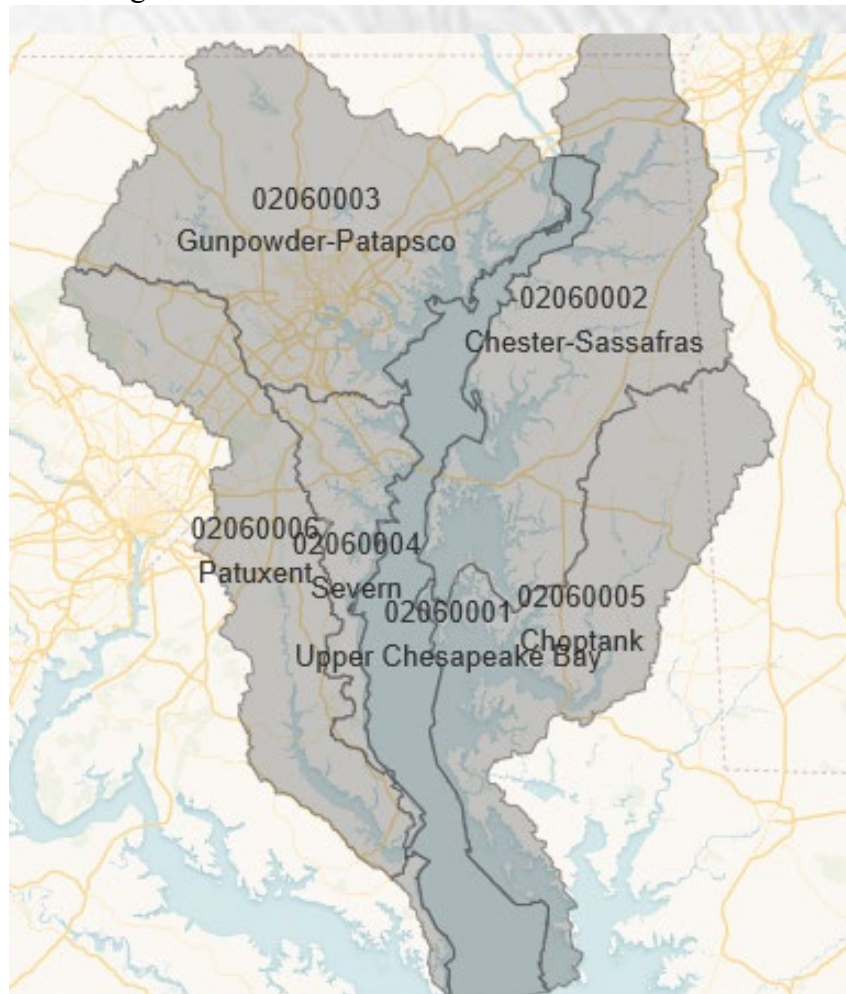 02060003
Gunpowder-Patapsco
02060002
Chester-Sassafras
02060006
Patuxent
02060004
Severn
02060001
Upper Chesapeake Bay
02060005
Choptank